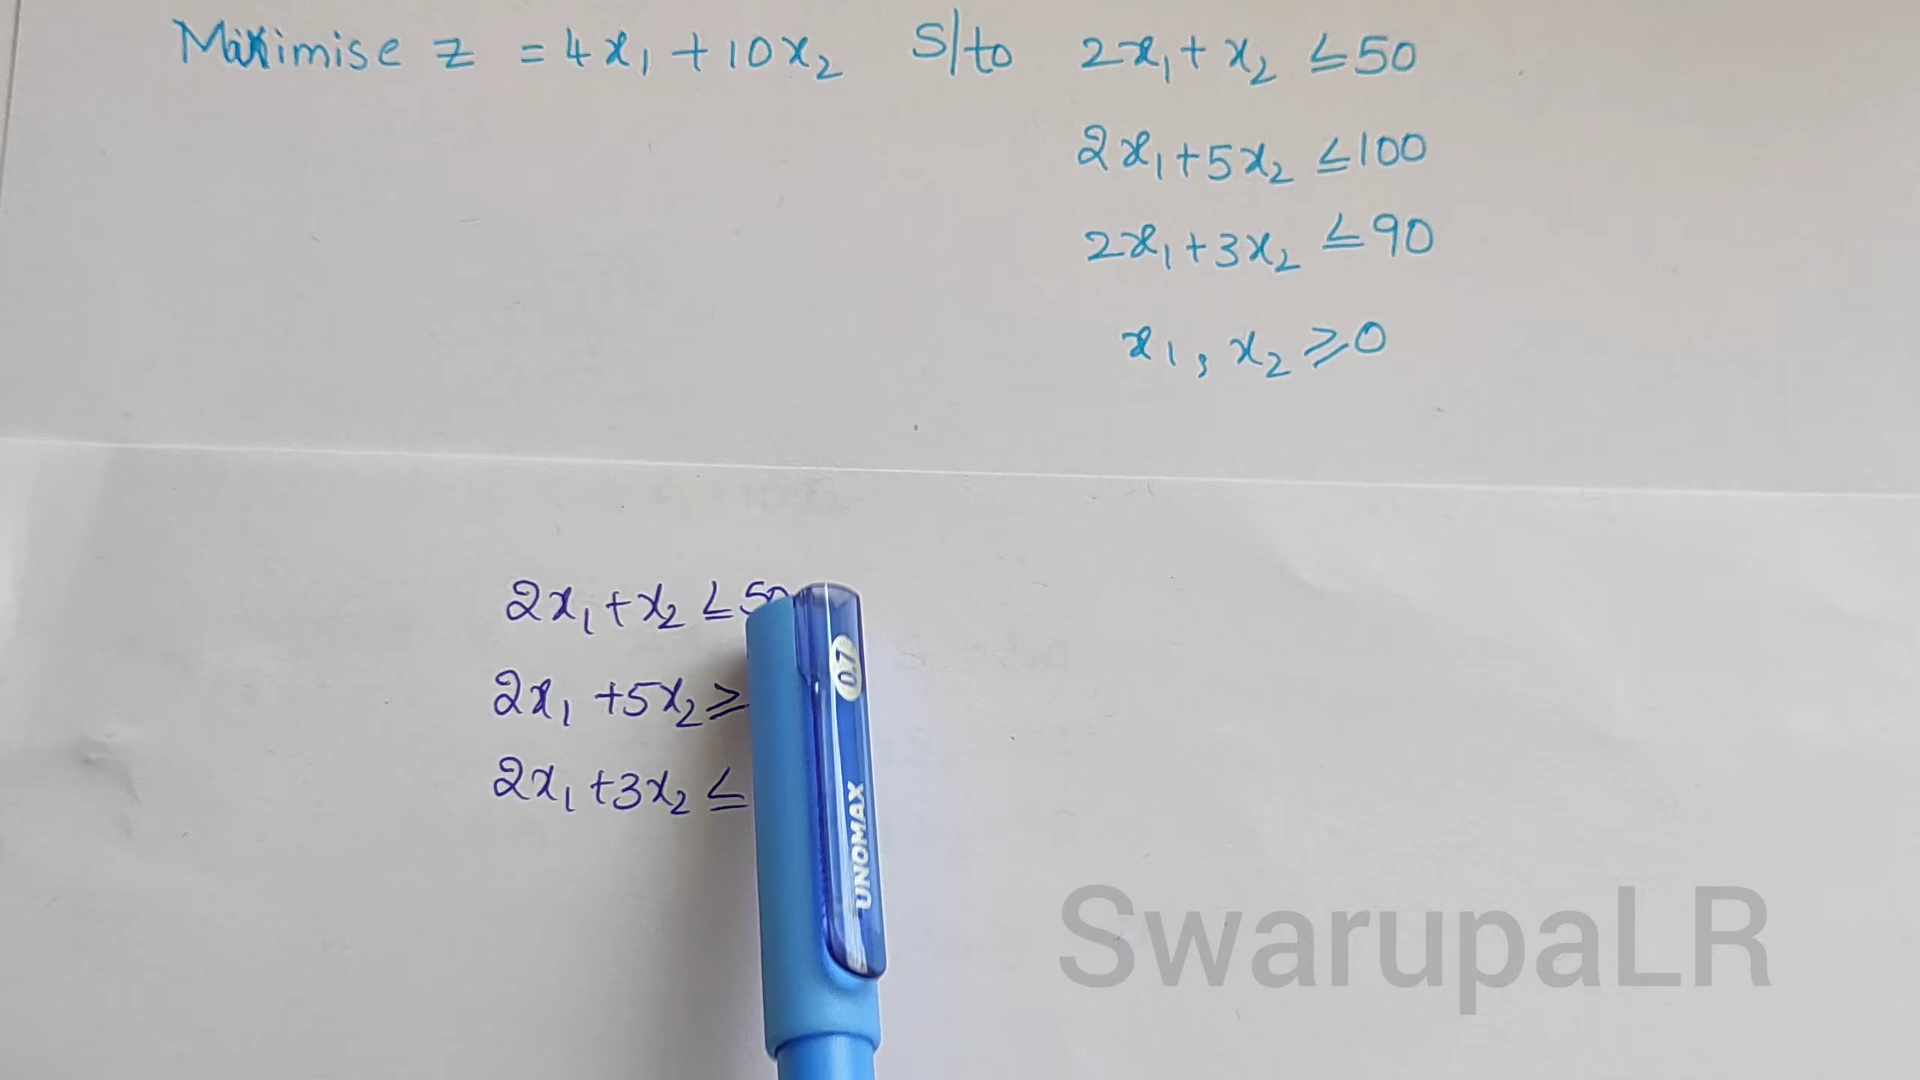 Maximise z = 4x₁ + 10x₂ S/to 2x₁ + x₂ ≤ 50
2x₁ + 5x₂ ≤ 100
2x₁ + 3x₂ ≤ 90
x₁, x₂ ≥ 0
2x₁ + x₂ ≤ 50
2x₁ + 5x₂ ≥
2x₁ + 3x₂ ≤
0.7
UNOMAX
SwarupaLR